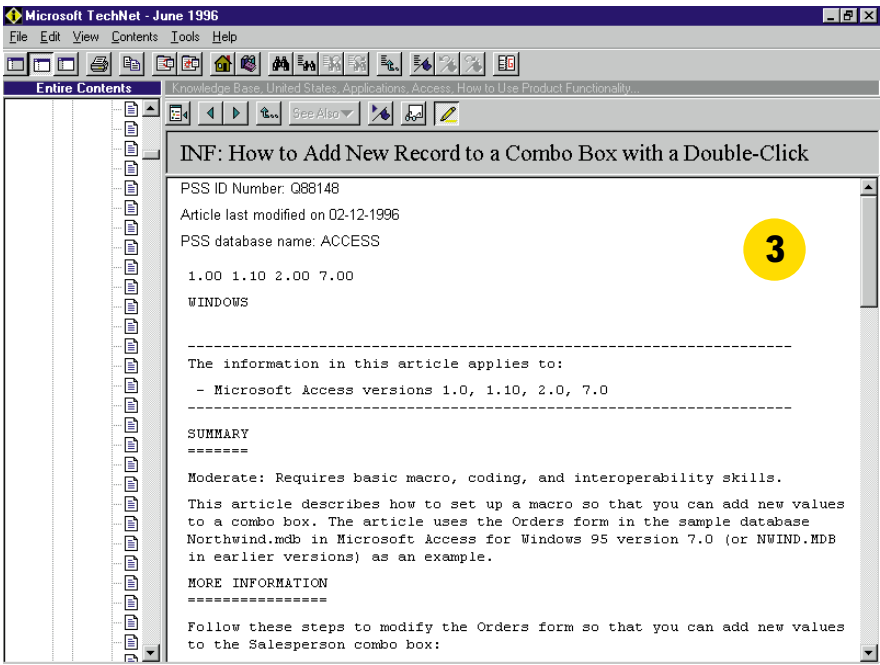 Microsoft TechNet - June 1996
File Edit View Contents Tools Help
Entire Contents
Knowledge Base, United States, Applications, Access, How to Use Product Functionality...
See Also
INF: How to Add New Record to a Combo Box with a Double-Click
PSS ID Number: Q88148
Article last modified on 02-12-1996
PSS database name: ACCESS
3
1.00 1.10 2.00 7.00
WINDOWS
----------------------------------------------------------------------
The information in this article applies to:
- Microsoft Access versions 1.0, 1.10, 2.0, 7.0
----------------------------------------------------------------------
SUMMARY
=======
Moderate: Requires basic macro, coding, and interoperability skills.
This article describes how to set up a macro so that you can add new values
to a combo box. The article uses the Orders form in the sample database
Northwind.mdb in Microsoft Access for Windows 95 version 7.0 (or NWIND.MDB
in earlier versions) as an example.
MORE INFORMATION
================
Follow these steps to modify the Orders form so that you can add new values
to the Salesperson combo box: